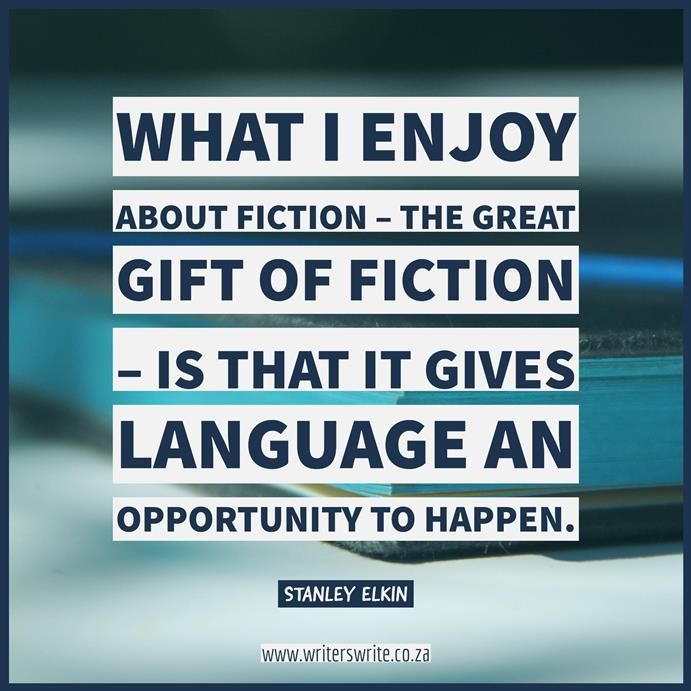 WHAT I ENJOY
ABOUT FICTION – THE GREAT
GIFT OF FICTION
– IS THAT IT GIVES
LANGUAGE AN
OPPORTUNITY TO HAPPEN.
STANLEY ELKIN
www.writerswrite.co.za